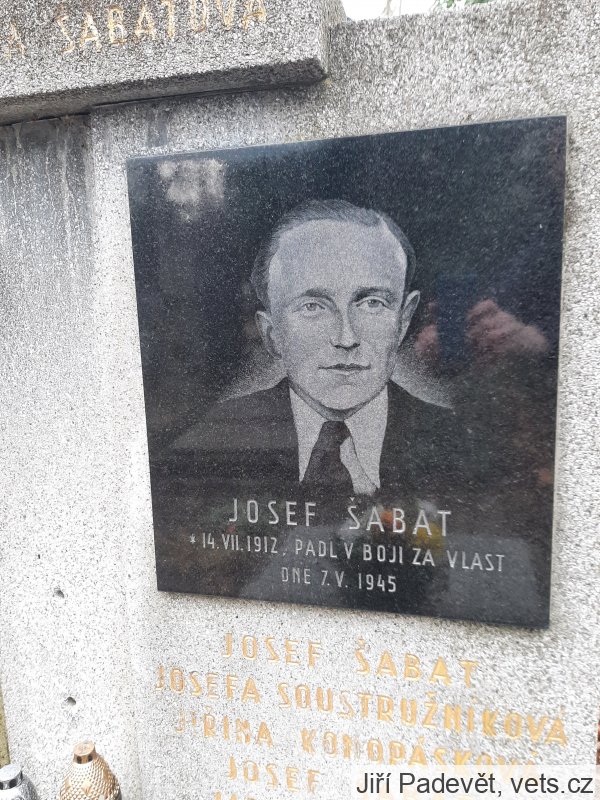 A ŠABATOVÁ
JOSEF ŠABAT
* 14. VII. 1912, PADL V BOJI ZA VLAST
DNE 7. V. 1945
JOSEF ŠABAT
JOSEFA SOUSTRUŽNÍKOVÁ
JIŘINA KONOPÁSKOVÁ
JOSEF
Jiří Padevět, vets.cz